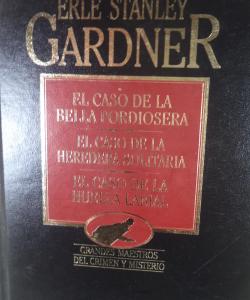 ERLE STANLEY
GARDNER
EL CASO DE LA
BELLA PORDIOSERA
EL CASO DE LA
HEREDERA SOLITARIA
EL CASO DE LA
HUELLA LABIAL
GRANDES MAESTROS
DEL CRIMEN Y MISTERIO